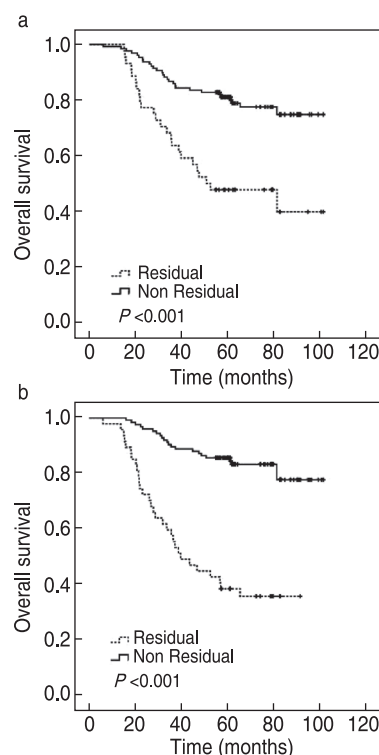 a
Overall survival
1.0
0.8
0.6
0.4
0.2
0.0
Residual
Non Residual
P <0.001
0 20 40 60 80 100 120
Time (months)
b
Overall survival
1.0
0.8
0.6
0.4
0.2
0.0
Residual
Non Residual
P <0.001
0 20 40 60 80 100 120
Time (months)